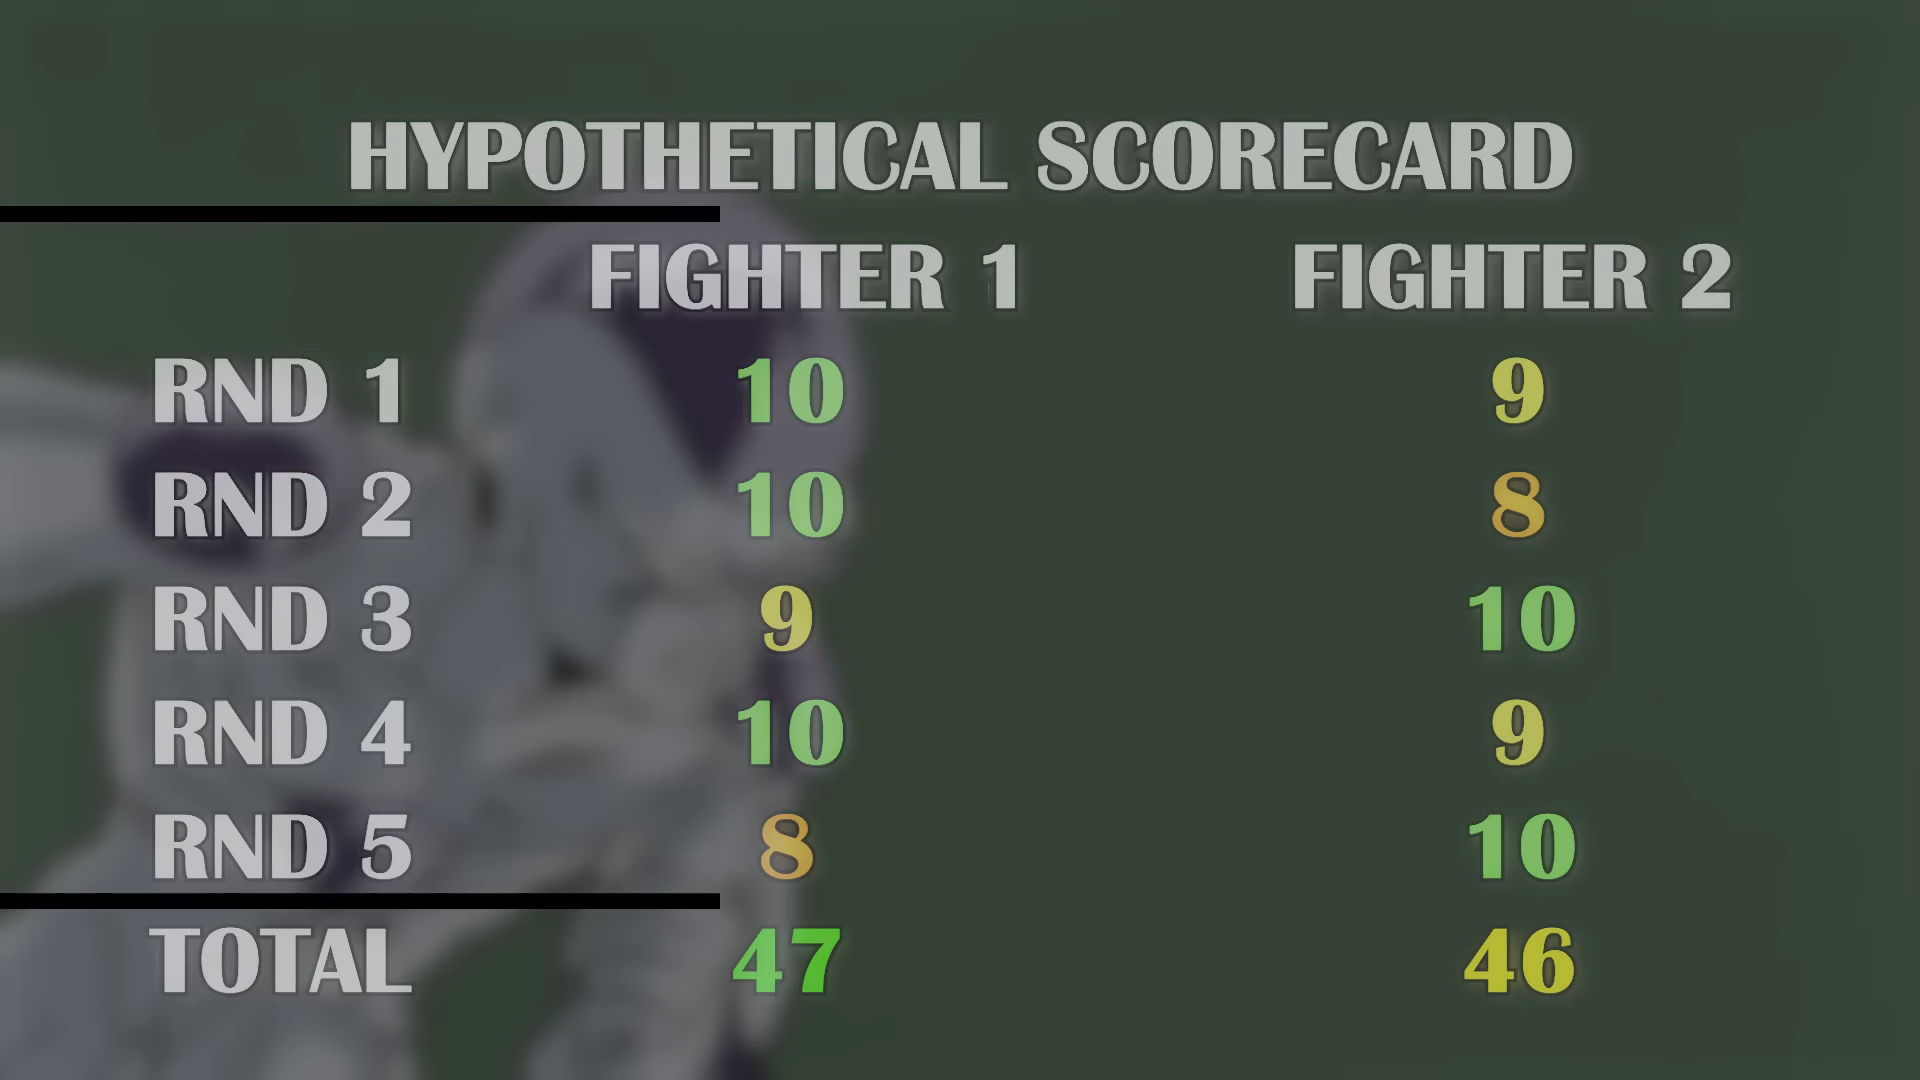 HYPOTHETICAL SCORECARD
FIGHTER 1 FIGHTER 2
RND 1 10 9
RND 2 10 8
RND 3 9 10
RND 4 10 9
RND 5 8 10
TOTAL 47 46